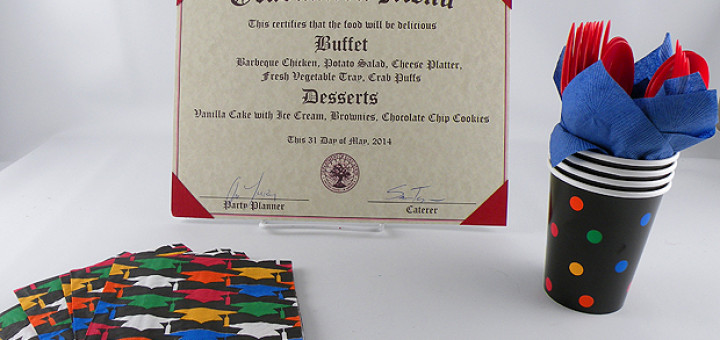 Menu
This certifies that the food will be delicious
Buffet
Barbeque Chicken, Potato Salad, Cheese Platter,
Fresh Vegetable Tray, Crab Puffs
Desserts
Vanilla Cake with Ice Cream, Brownies, Chocolate Chip Cookies
This 31 Day of May, 2014
Party Planner
Caterer